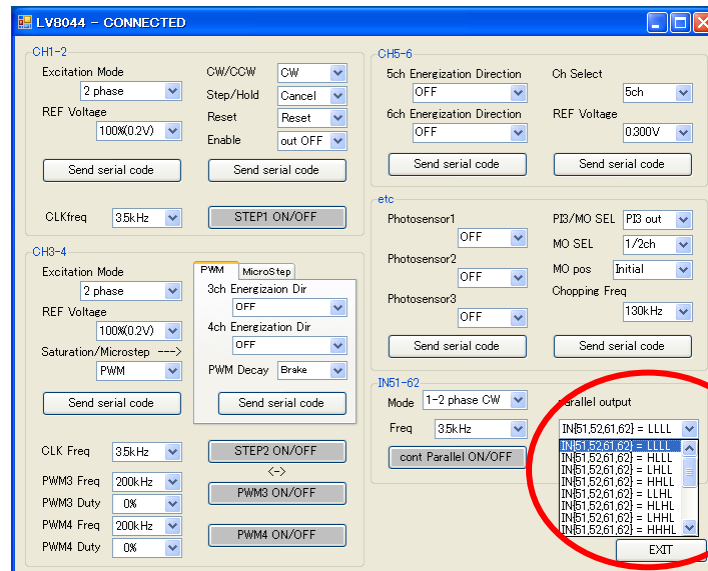 LV8044 - CONNECTED
CH1-2
Excitation Mode
2 phase
REF Voltage
100%(0.2V)
Send serial code
CW/CCW
CW
Step/Hold
Cancel
Reset
Reset
Enable
out OFF
Send serial code
CLKfreq
3.5kHz
STEP1 ON/OFF
CH3-4
Excitation Mode
2 phase
REF Voltage
100%(0.2V)
Saturation/Microstep --->
PWM
Send serial code
PWM
MicroStep
3ch Energizaion Dir
OFF
4ch Energization Dir
OFF
PWM Decay
Brake
Send serial code
CLK Freq
3.5kHz
STEP2 ON/OFF
<->
PWM3 Freq
200kHz
PWM3 ON/OFF
PWM3 Duty
0%
PWM4 Freq
200kHz
PWM4 ON/OFF
PWM4 Duty
0%
CH5-6
5ch Energization Direction
OFF
6ch Energization Direction
OFF
Send serial code
Ch Select
5ch
REF Voltage
0.300V
Send serial code
etc
Photosensor1
OFF
Photosensor2
OFF
Photosensor3
OFF
Send serial code
PI3/MO SEL
PI3 out
MO SEL
1/2ch
MO pos
Initial
Chopping Freq
130kHz
Send serial code
IN51-62
Mode
1-2 phase CW
Freq
3.5kHz
cont Parallel ON/OFF
parallel output
IN{51,52,61,62} = LLLL
IN{51,52,61,62} = LLLL
IN{51,52,61,62} = HLLL
IN{51,52,61,62} = LHLL
IN{51,52,61,62} = HHLL
IN{51,52,61,62} = LLHL
IN{51,52,61,62} = HLHL
IN{51,52,61,62} = LHHL
IN{51,52,61,62} = HHHL
EXIT